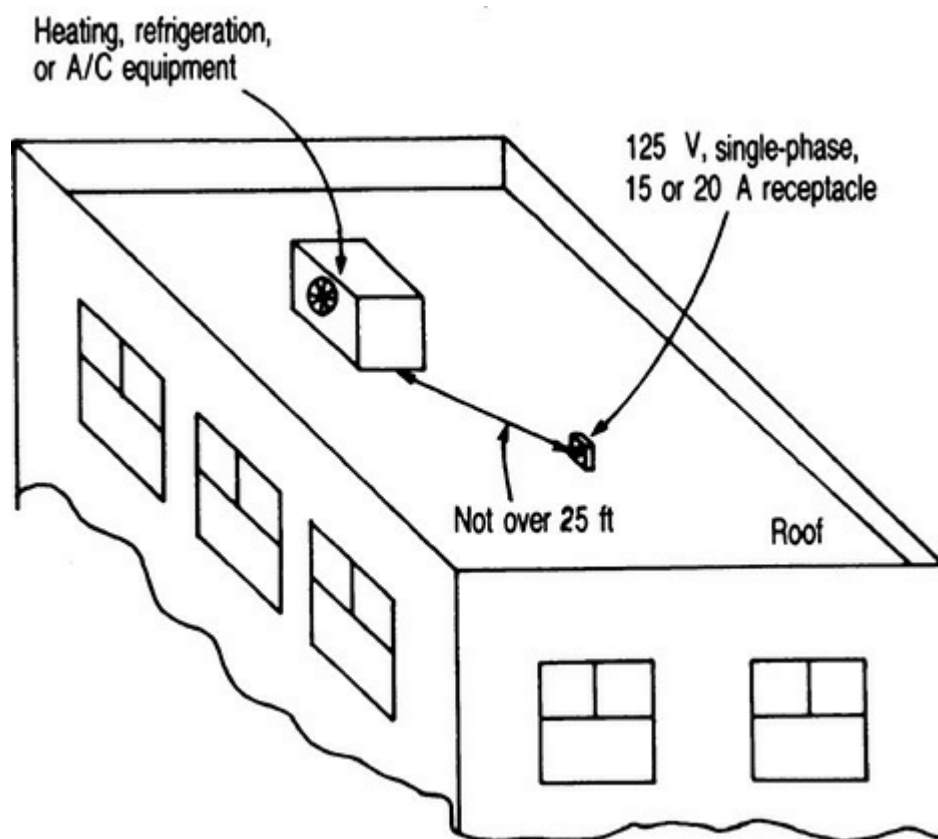 Heating, refrigeration,
or A/C equipment
125 V, single-phase,
15 or 20 A receptacle
Not over 25 ft
Roof